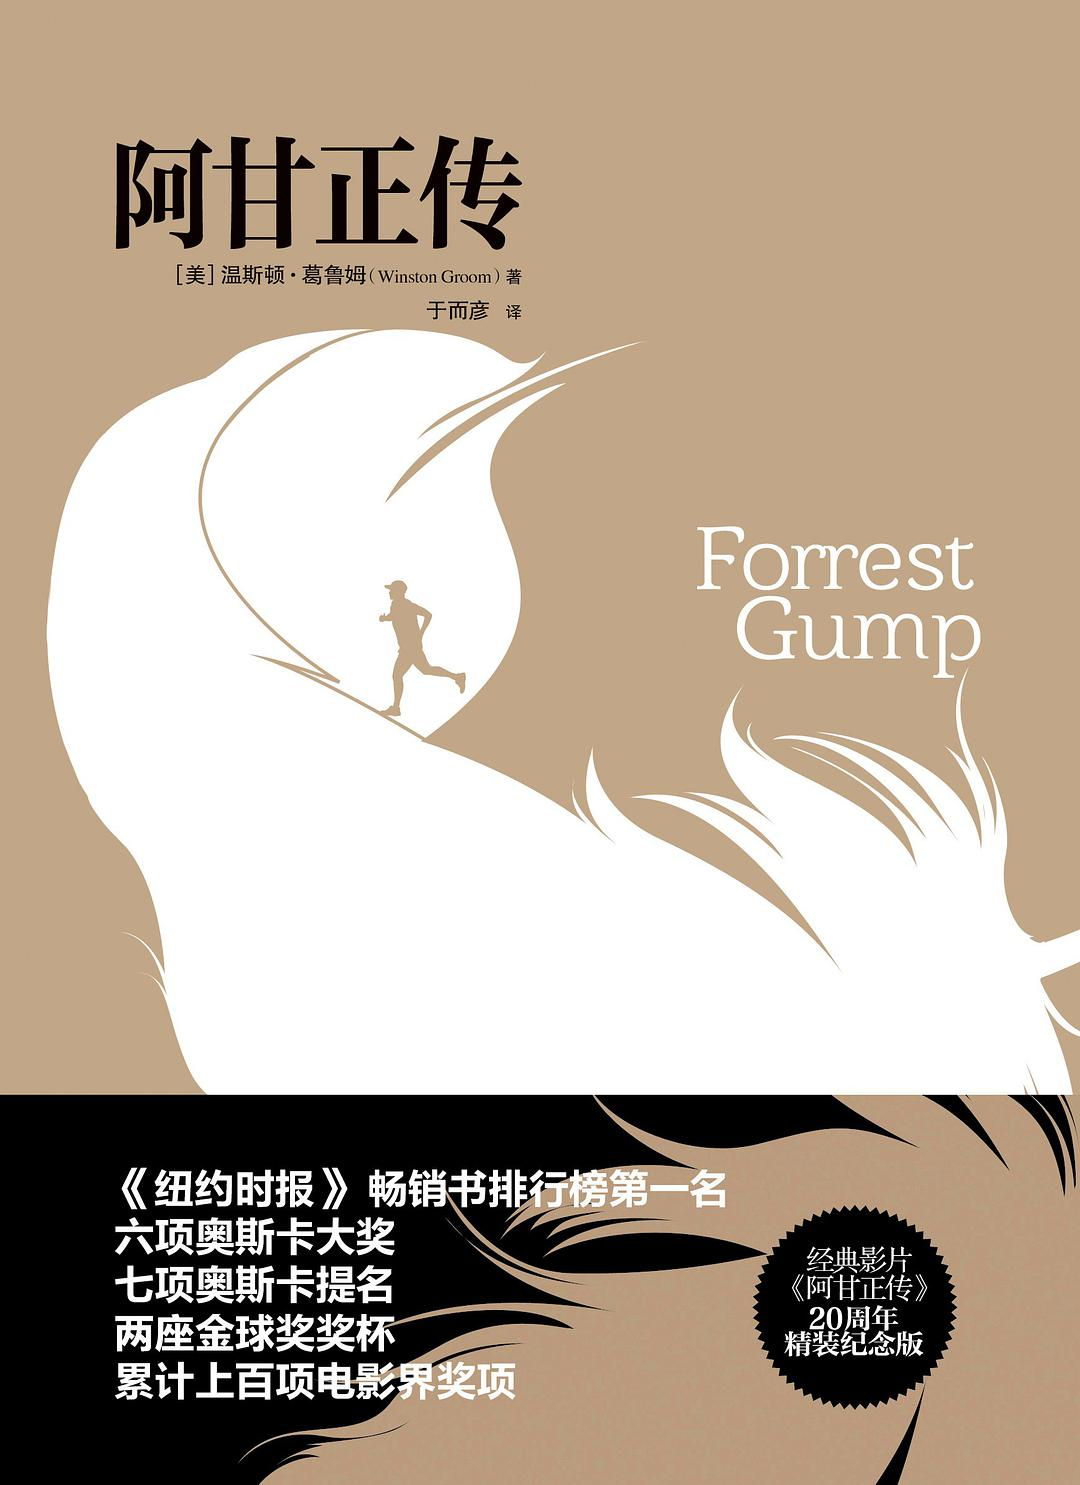 阿甘正传
［美］温斯顿·葛鲁姆（Winston Groom）著
于而彦 译
Forrest
Gump
《纽约时报》畅销书排行榜第一名
六项奥斯卡大奖
七项奥斯卡提名
两座金球奖奖杯
累计上百项电影界奖项
经典影片
《阿甘正传》
20周年
精装纪念版